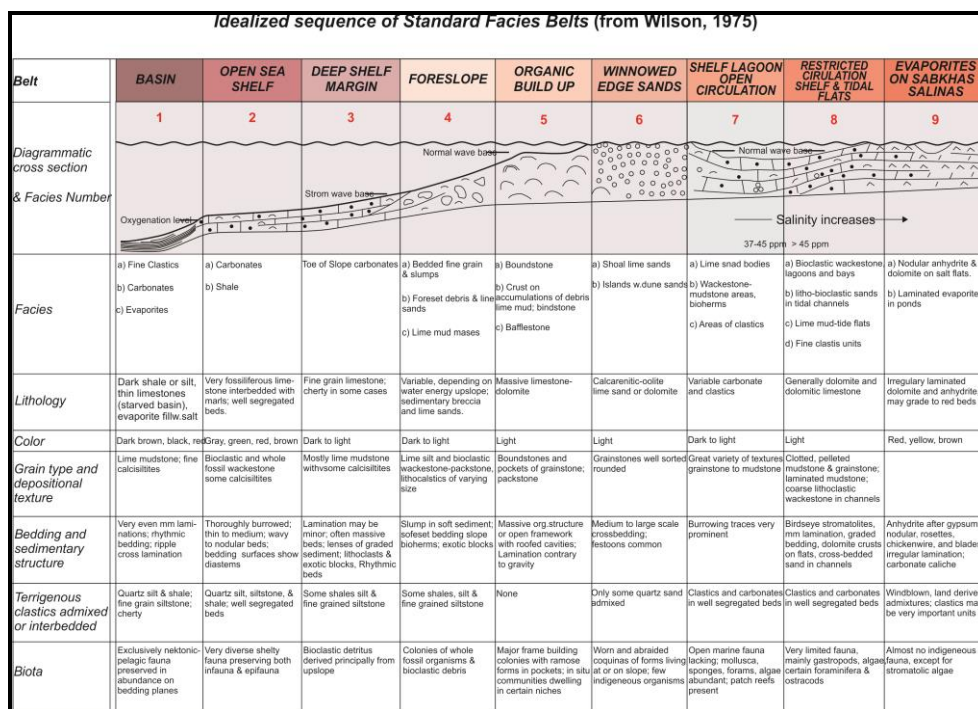 Idealized sequence of Standard Facies Belts (from Wilson, 1975)
Belt
BASIN
OPEN SEA
SHELF
DEEP SHELF
MARGIN
FORESLOPE
ORGANIC
BUILD UP
WINNOWED
EDGE SANDS
SHELF LAGOON
OPEN
CIRCULATION
RESTRICTED
CIRULATION
SHELF & TIDAL
FLATS
EVAPORITES
ON SABKHAS
SALINAS
Diagrammatic
cross section
& Facies Number
1
2
3
4
5
6
7
8
9
Normal wave base
Normal wave base
Strom wave base
Oxygenation level
Salinity increases
37-45 ppm > 45 ppm
Facies
a) Fine Clastics
b) Carbonates
c) Evaporites
a) Carbonates
b) Shale
Toe of Slope carbonates
a) Bedded fine grain
& slumps
b) Foreset debris & line
sands
c) Lime mud mases
a) Boundstone
b) Crust on
accumulations of debris
lime mud; bindstone
c) Bafflestone
a) Shoal lime sands
b) Islands w.dune sands
a) Lime snad bodies
b) Wackestone-
mudstone areas,
bioherms
c) Areas of clastics
a) Bioclastic wackestone,
lagoons and bays
b) litho-bioclastic sands
in tidal channels
c) Lime mud-tide flats
d) Fine clastis units
a) Nodular anhydrite &
dolomite on salt flats.
b) Laminated evaporite
in ponds
Lithology
Dark shale or silt,
thin limestones
(starved basin),
evaporite fillw.salt
Very fossiliferous lime-
stone interbedded with
marls; well segregated
beds.
Fine grain limestone;
cherty in some cases
Variable, depending on
water energy upslope;
sedimentary breccia
and lime sands.
Massive limestone-
dolomite
Calcarenitic-oolite
lime sand or dolomite
Variable carbonate
and clastics
Generally dolomite and
dolomitic limestone
Irregulary laminated
dolomite and anhydrite,
may grade to red beds
Color
Dark brown, black, red
Gray, green, red, brown
Dark to light
Dark to light
Light
Light
Dark to light
Light
Red, yellow, brown
Grain type and
depositional
texture
Lime mudstone; fine
calcisiltites
Bioclastic and whole
fossil wackestone
some calcisiltites
Mostly lime mudstone
withvsome calcisiltites
Lime silt and bioclastic
wackestone-packstone,
lithocalstics of varying
size
Boundstones and
pockets of grainstone;
packstone
Grainstones well sorted
rounded
Great variety of textures
grainstone to mudstone
Clotted, pelleted
mudstone & grainstone;
laminated mudstone;
coarse lithoclastic
wackestone in channels
Bedding and
sedimentary
structure
Very even mm lami-
nations; rhythmic
bedding; ripple
cross lamination
Thoroughly burrowed;
thin to medium; wavy
to nodular beds;
bedding surfaces show
diastems
Lamination may be
minor; often massive
beds; lenses of graded
sediment; lithoclasts &
exotic blocks, Rhythmic
beds
Slump in soft sediment;
sofeset bedding slope
bioherms; exotic blocks
Massive org.structure
or open framework
with roofed cavities;
Lamination contrary
to gravity
Medium to large scale
crossbedding;
festoons common
Burrowing traces very
prominent
Birdseye stromatolites,
mm lamination, graded
bedding, dolomite crusts
on flats, cross-bedded
sand in channels
Anhydrite after gypsum
nodular, rosettes,
chickenwire, and blades;
irregular lamination;
carbonate caliche
Terrigenous
clastics admixed
or interbedded
Quartz silt & shale;
fine grain siltstone;
cherty
Quartz silt, siltstone, &
shale; well segregated
beds
Some shales silt &
fine grained siltstone
Some shales, silt &
fine grained siltstone
None
Only some quartz sand
admixed
Clastics and carbonates
in well segregated beds
Clastics and carbonates
in well segregated beds
Windblown, land derive
admixtures; clastics ma
be very important units
Biota
Exclusively nektonic-
pelagic fauna
preserved in
abundance on
bedding planes
Very diverse shelty
fauna preserving both
infauna & epifauna
Bioclastic detritus
derived principally from
upslope
Colonies of whole
fossil organisms &
bioclastic debris
Major frame building
colonies with ramose
forms in pockets; in situ
communities dwelling
in certain niches
Worn and abraided
coquinas of forms living
at or on slope; few
indigeneous organisms
Open marine fauna
lacking; mollusca,
sponges, forams, algae
abundant; patch reefs
present
Very limited fauna,
mainly gastropods, algae,
certain foraminifera &
ostracods
Almost no indigeneous
fauna, except for
stromatolic algae